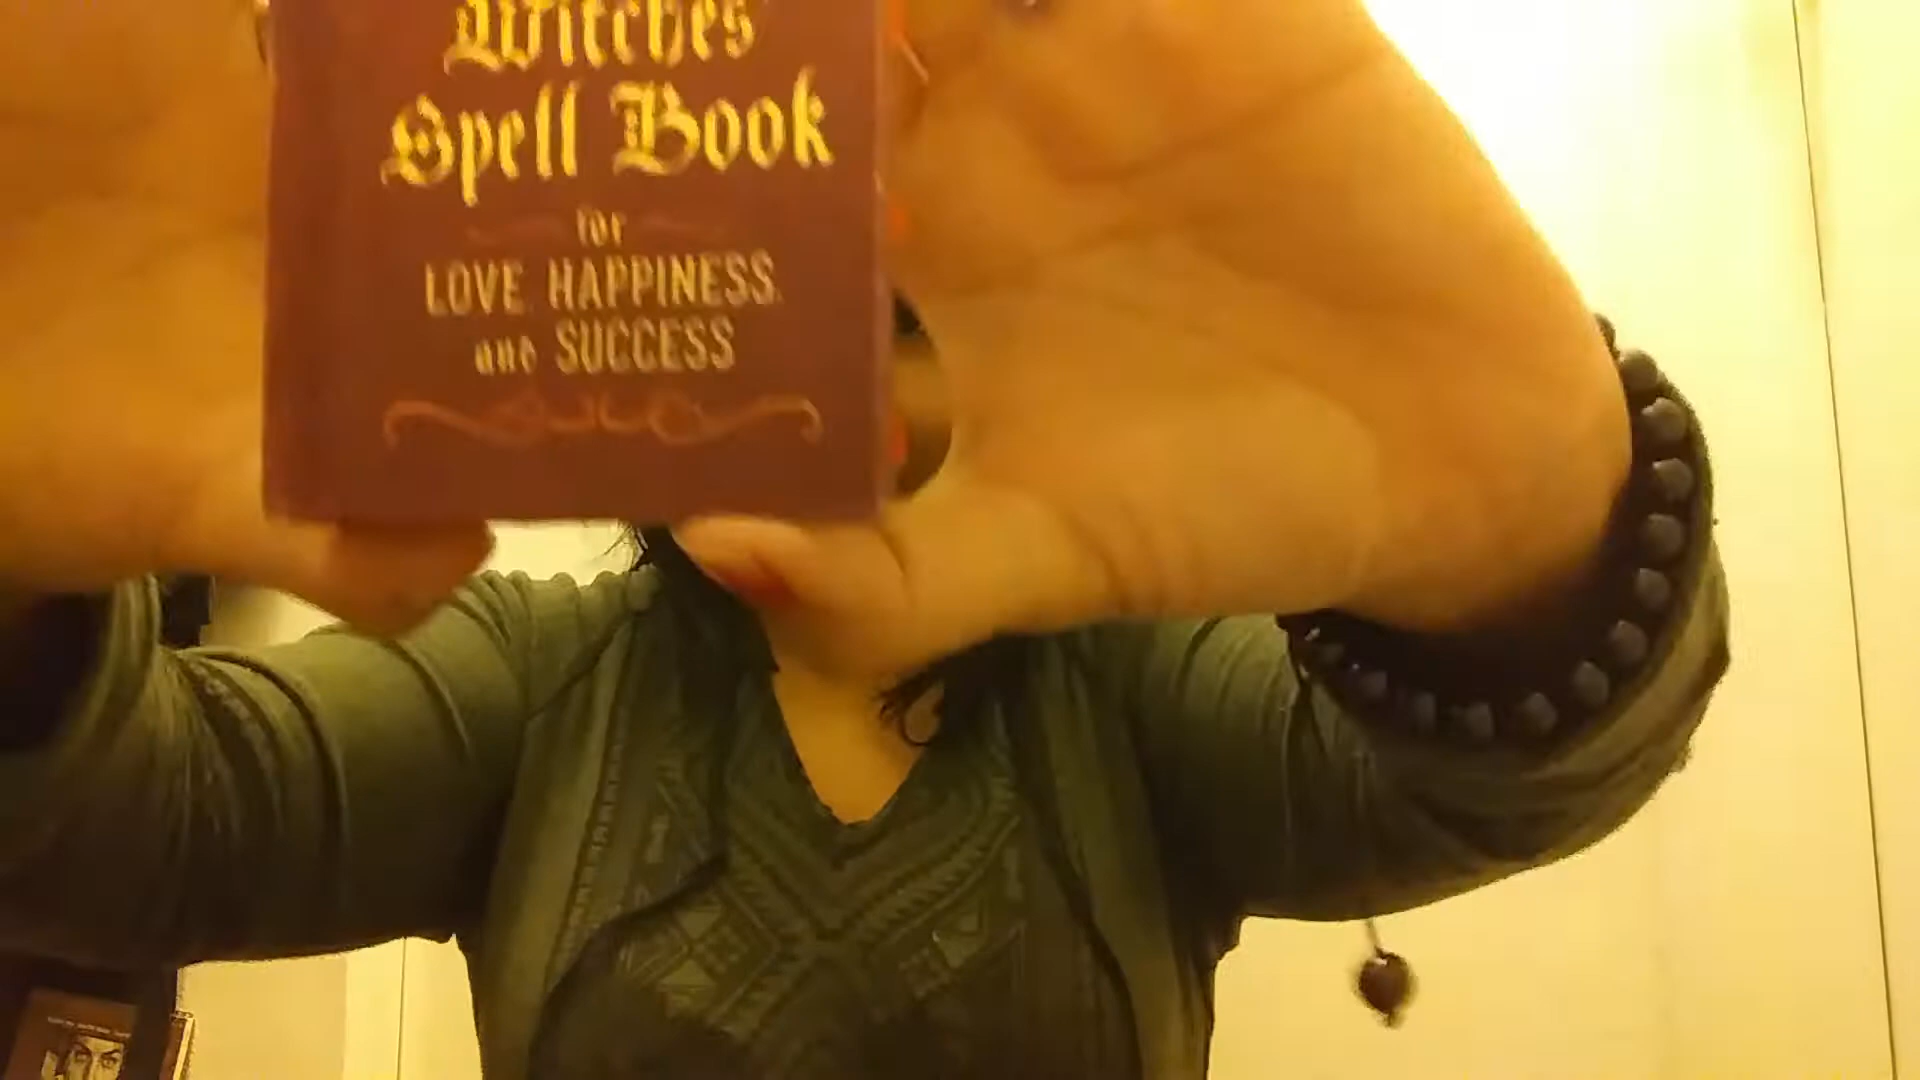 Witches'
Spell Book
for
LOVE, HAPPINESS,
and SUCCESS